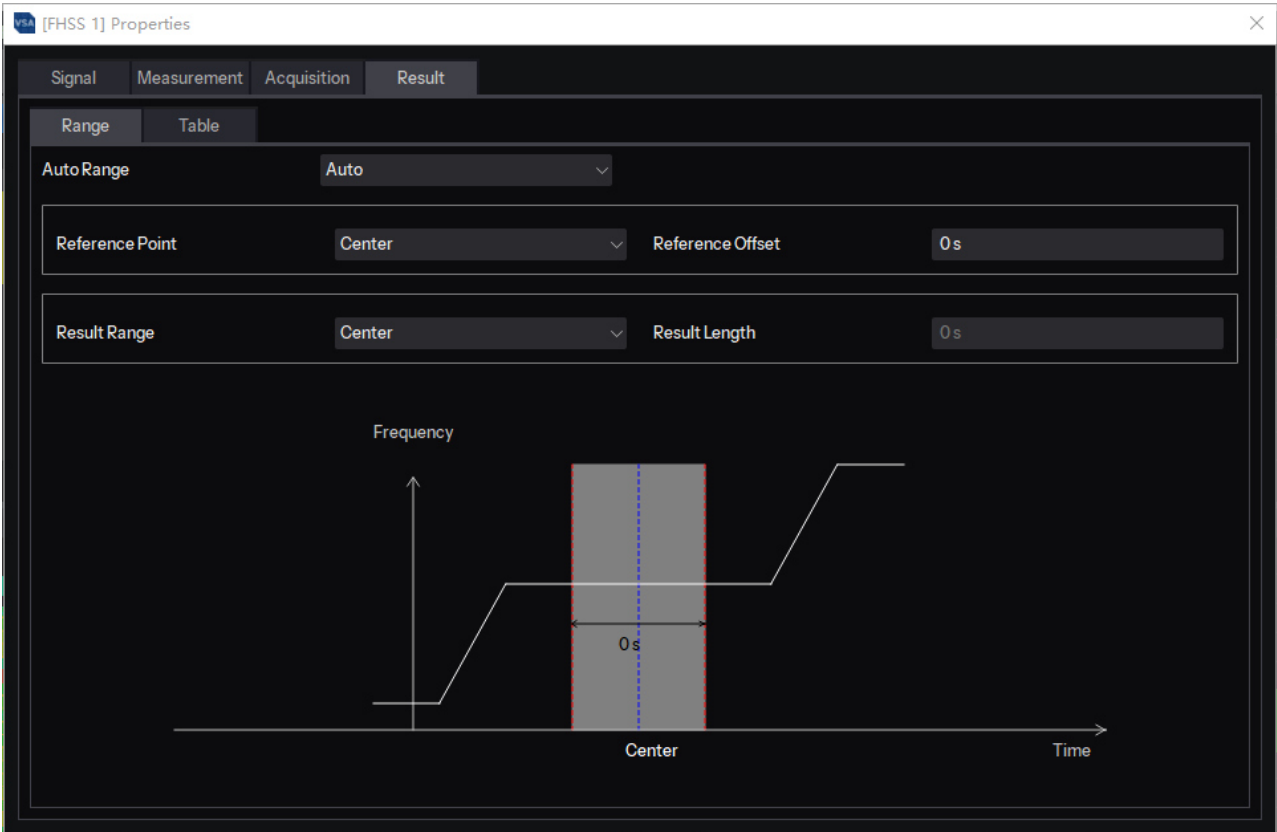 VSA [FHSS 1] Properties
Signal Measurement Acquisition Result
Range Table
Auto Range Auto
Reference Point Center Reference Offset 0 s
Result Range Center Result Length 0 s
Frequency
0 s
Center Time